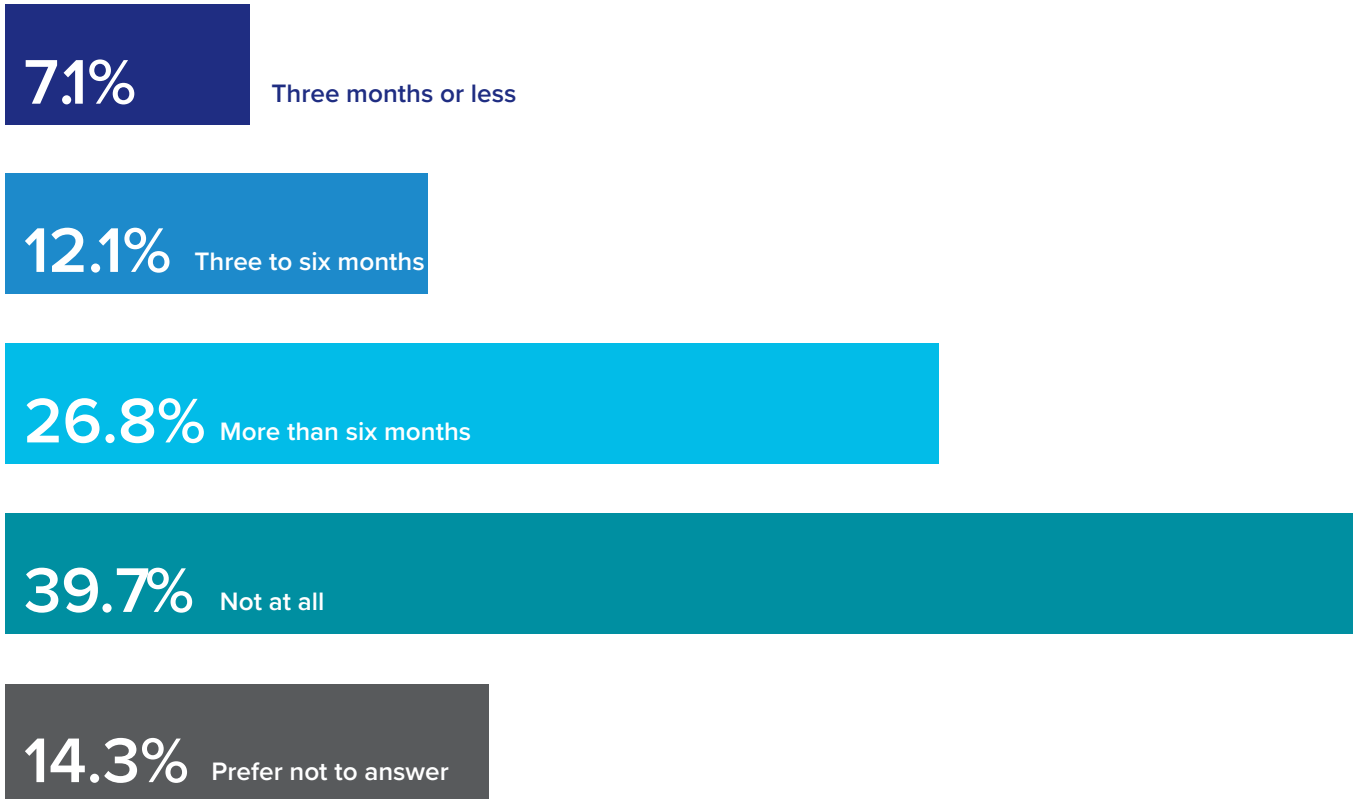 7.1% Three months or less
12.1% Three to six months
26.8% More than six months
39.7% Not at all
14.3% Prefer not to answer